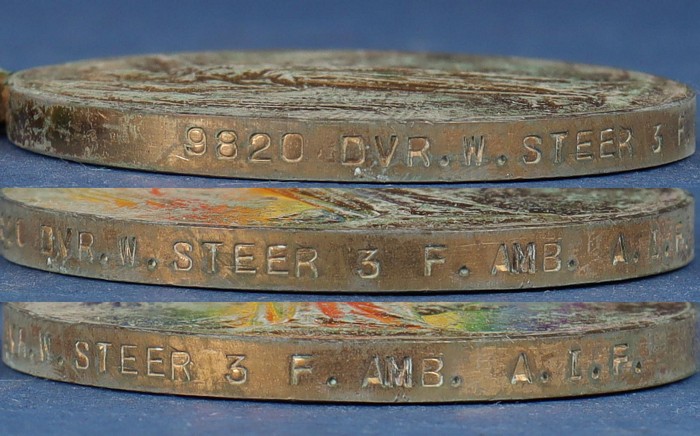 9820 DVR. W. STEER 3 F
DVR. W. STEER 3 F. AMB. A.I.F.
W. STEER 3 F. AMB. A.I.F.